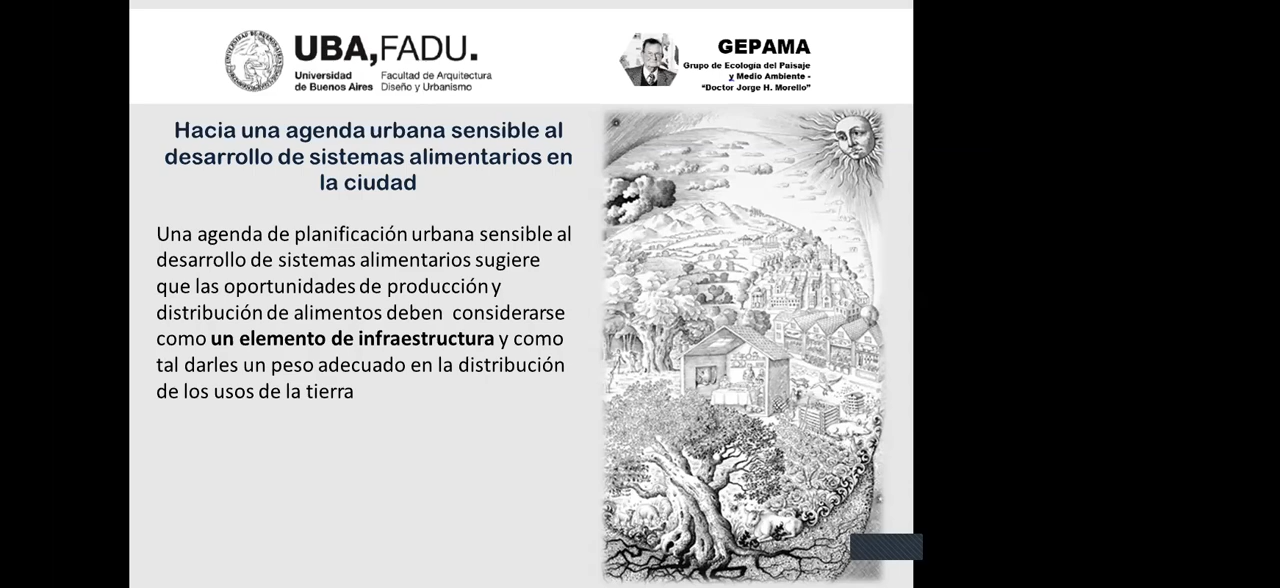 UBA,FADU.
Universidad de Buenos Aires
Facultad de Arquitectura Diseño y Urbanismo
GEPAMA
Grupo de Ecología del Paisaje
y Medio Ambiente -
“Doctor Jorge H. Morello”
Hacia una agenda urbana sensible al
desarrollo de sistemas alimentarios en
la ciudad
Una agenda de planificación urbana sensible al
desarrollo de sistemas alimentarios sugiere
que las oportunidades de producción y
distribución de alimentos deben considerarse
como un elemento de infraestructura y como
tal darles un peso adecuado en la distribución
de los usos de la tierra